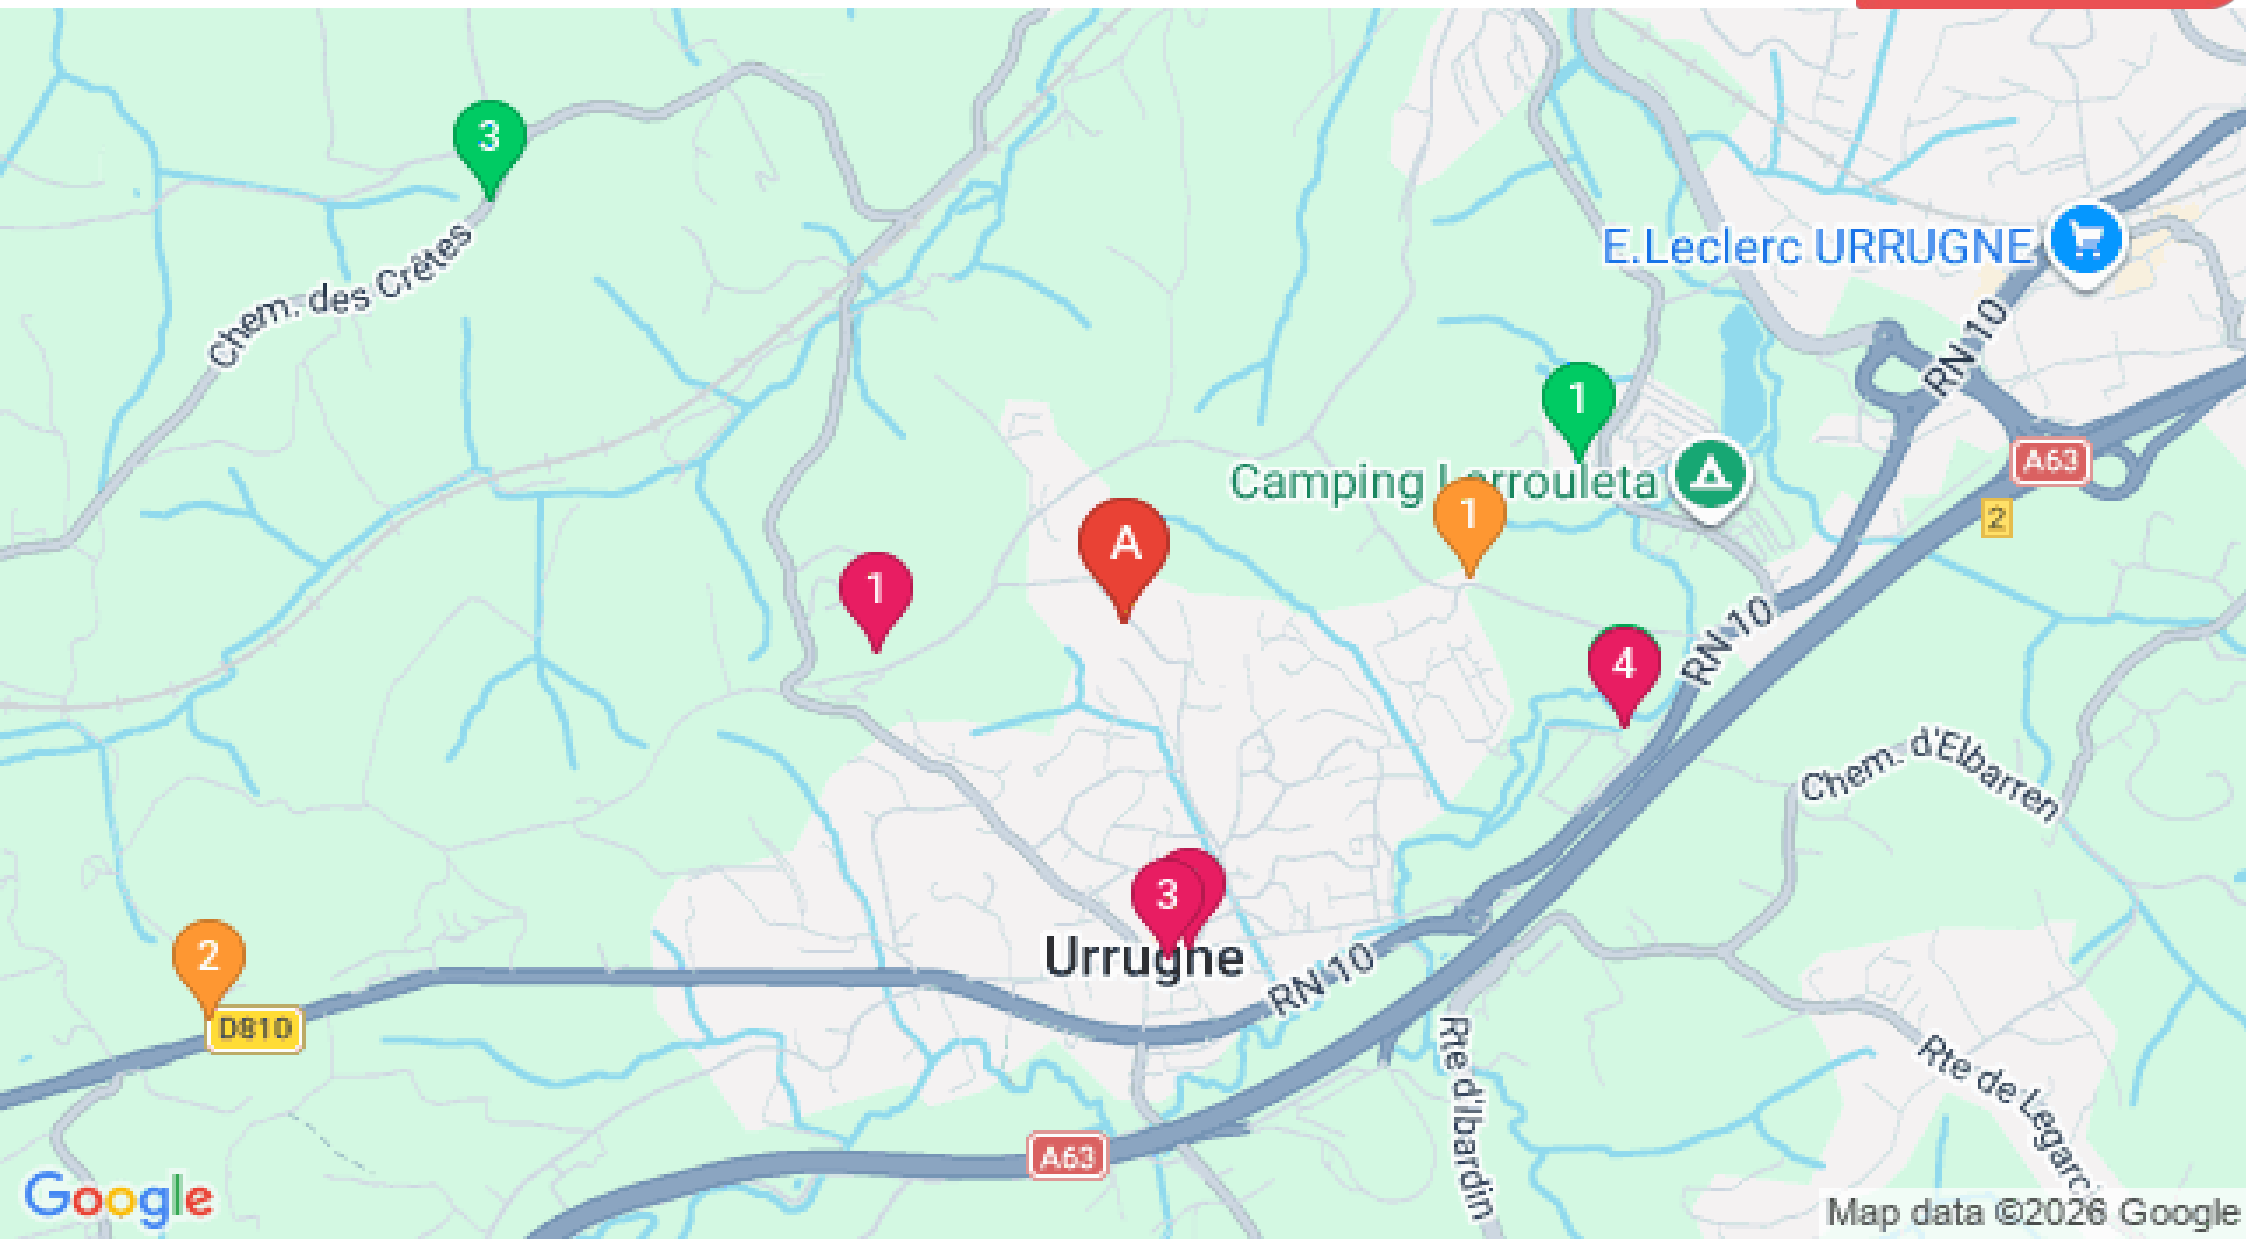 3
Chem. des Crêtes
E.Leclerc URRUGNE
RN 10
1
Camping Larrouleta
A63
2
1
A
1
RN 10
4
Chem. d'Elbarren
3
Urrugne
2
D810
RN 10
Rte d'Ibardin
Rte de Legarci
A63
Google
Map data ©2026 Google